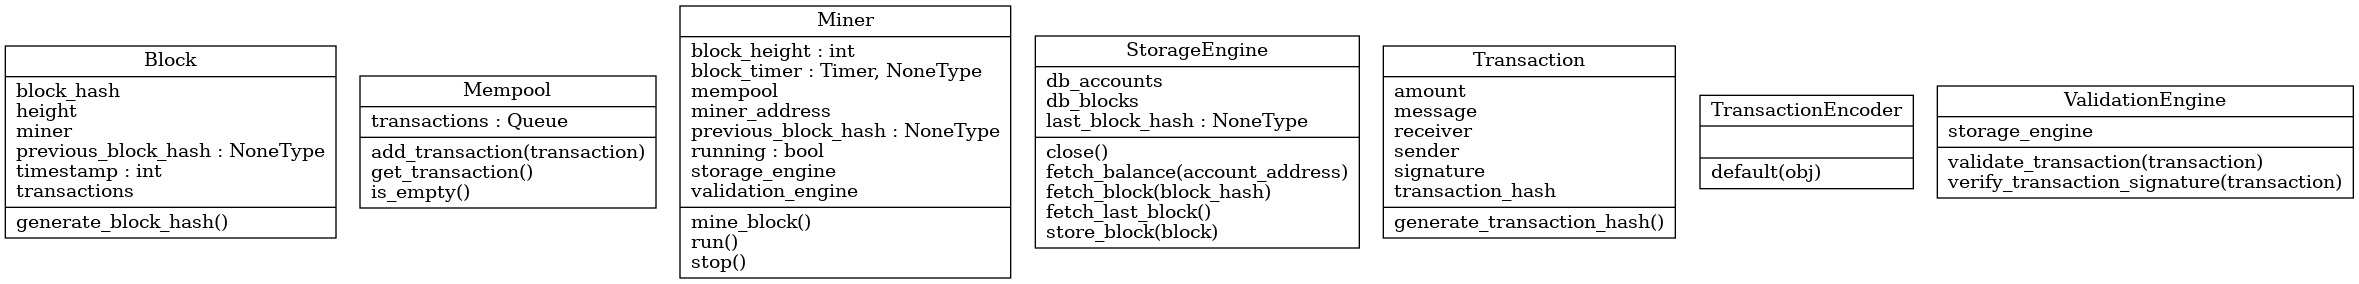 Block
block_hash
height
miner
previous_block_hash : NoneType
timestamp : int
transactions
generate_block_hash()
Mempool
transactions : Queue
add_transaction(transaction)
get_transaction()
is_empty()
Miner
block_height : int
block_timer : Timer, NoneType
mempool
miner_address
previous_block_hash : NoneType
running : bool
storage_engine
validation_engine
mine_block()
run()
stop()
StorageEngine
db_accounts
db_blocks
last_block_hash : NoneType
close()
fetch_balance(account_address)
fetch_block(block_hash)
fetch_last_block()
store_block(block)
Transaction
amount
message
receiver
sender
signature
transaction_hash
generate_transaction_hash()
TransactionEncoder
default(obj)
ValidationEngine
storage_engine
validate_transaction(transaction)
verify_transaction_signature(transaction)